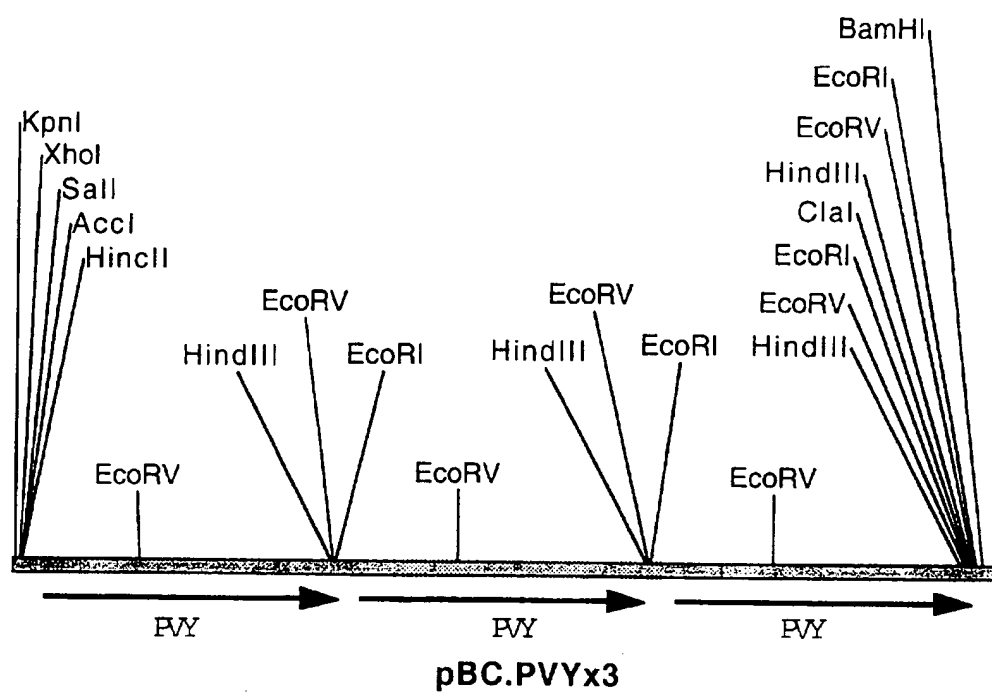 BamHI
EcoRI
EcoRV
HindIII
ClaI
EcoRI
EcoRV
HindIII
KpnI
XhoI
SalI
AccI
HincII
EcoRV
HindIII
EcoRI
EcoRV
HindIII
EcoRI
EcoRV
EcoRV
EcoRV
PVY
PVY
PVY
pBC.PVYx3